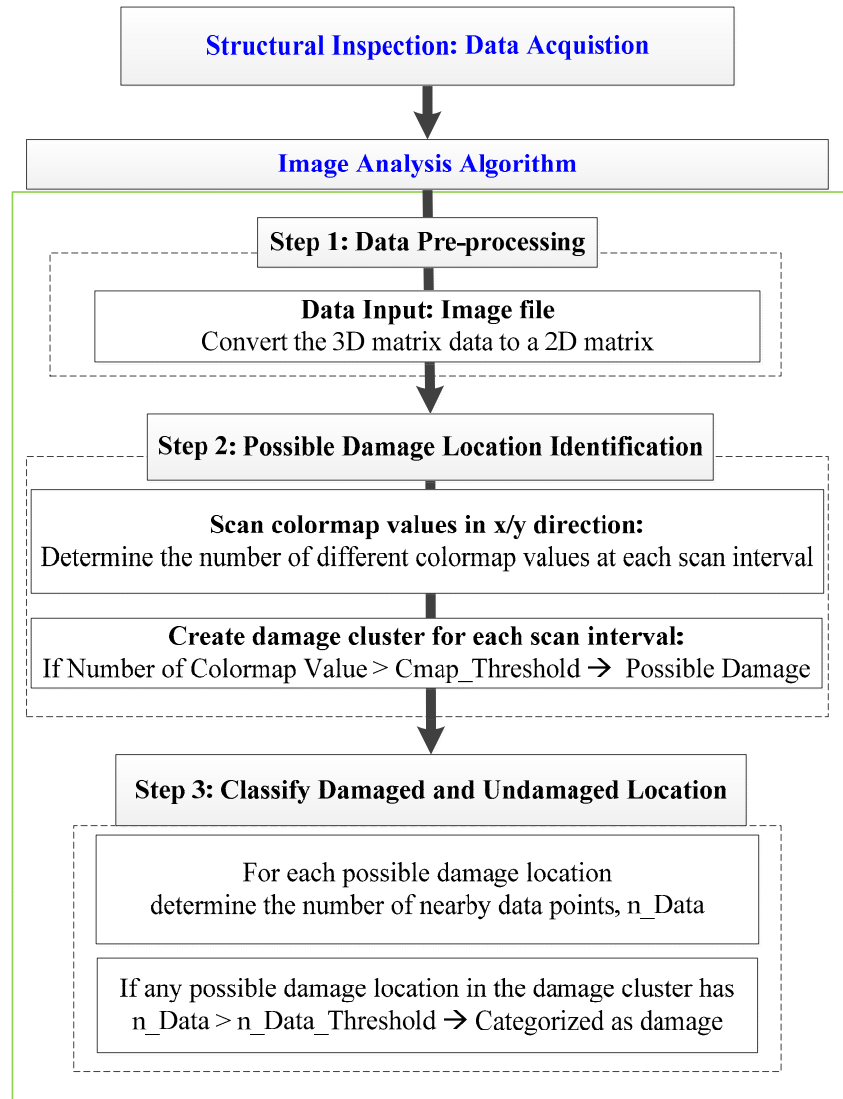 Structural Inspection: Data Acquistion
Image Analysis Algorithm
Step 1: Data Pre-processing
Data Input: Image file
Convert the 3D matrix data to a 2D matrix
Step 2: Possible Damage Location Identification
Scan colormap values in x/y direction:
Determine the number of different colormap values at each scan interval
Create damage cluster for each scan interval:
If Number of Colormap Value > Cmap_Threshold → Possible Damage
Step 3: Classify Damaged and Undamaged Location
For each possible damage location
determine the number of nearby data points, n_Data
If any possible damage location in the damage cluster has
n_Data > n_Data_Threshold → Categorized as damage